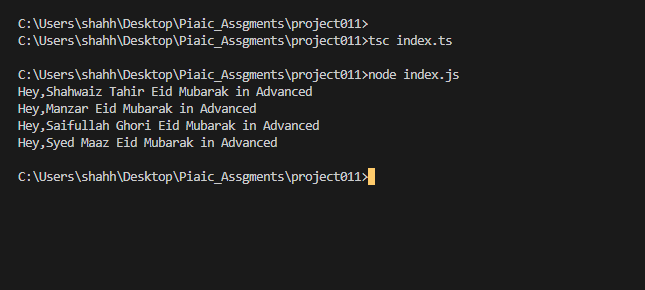 C:\Users\shahh\Desktop\Piaic_Assgments\project011>
C:\Users\shahh\Desktop\Piaic_Assgments\project011>tsc index.ts
C:\Users\shahh\Desktop\Piaic_Assgments\project011>node index.js
Hey,Shahwaiz Tahir Eid Mubarak in Advanced
Hey,Manzar Eid Mubarak in Advanced
Hey,Saifullah Ghori Eid Mubarak in Advanced
Hey,Syed Maaz Eid Mubarak in Advanced
C:\Users\shahh\Desktop\Piaic_Assgments\project011>